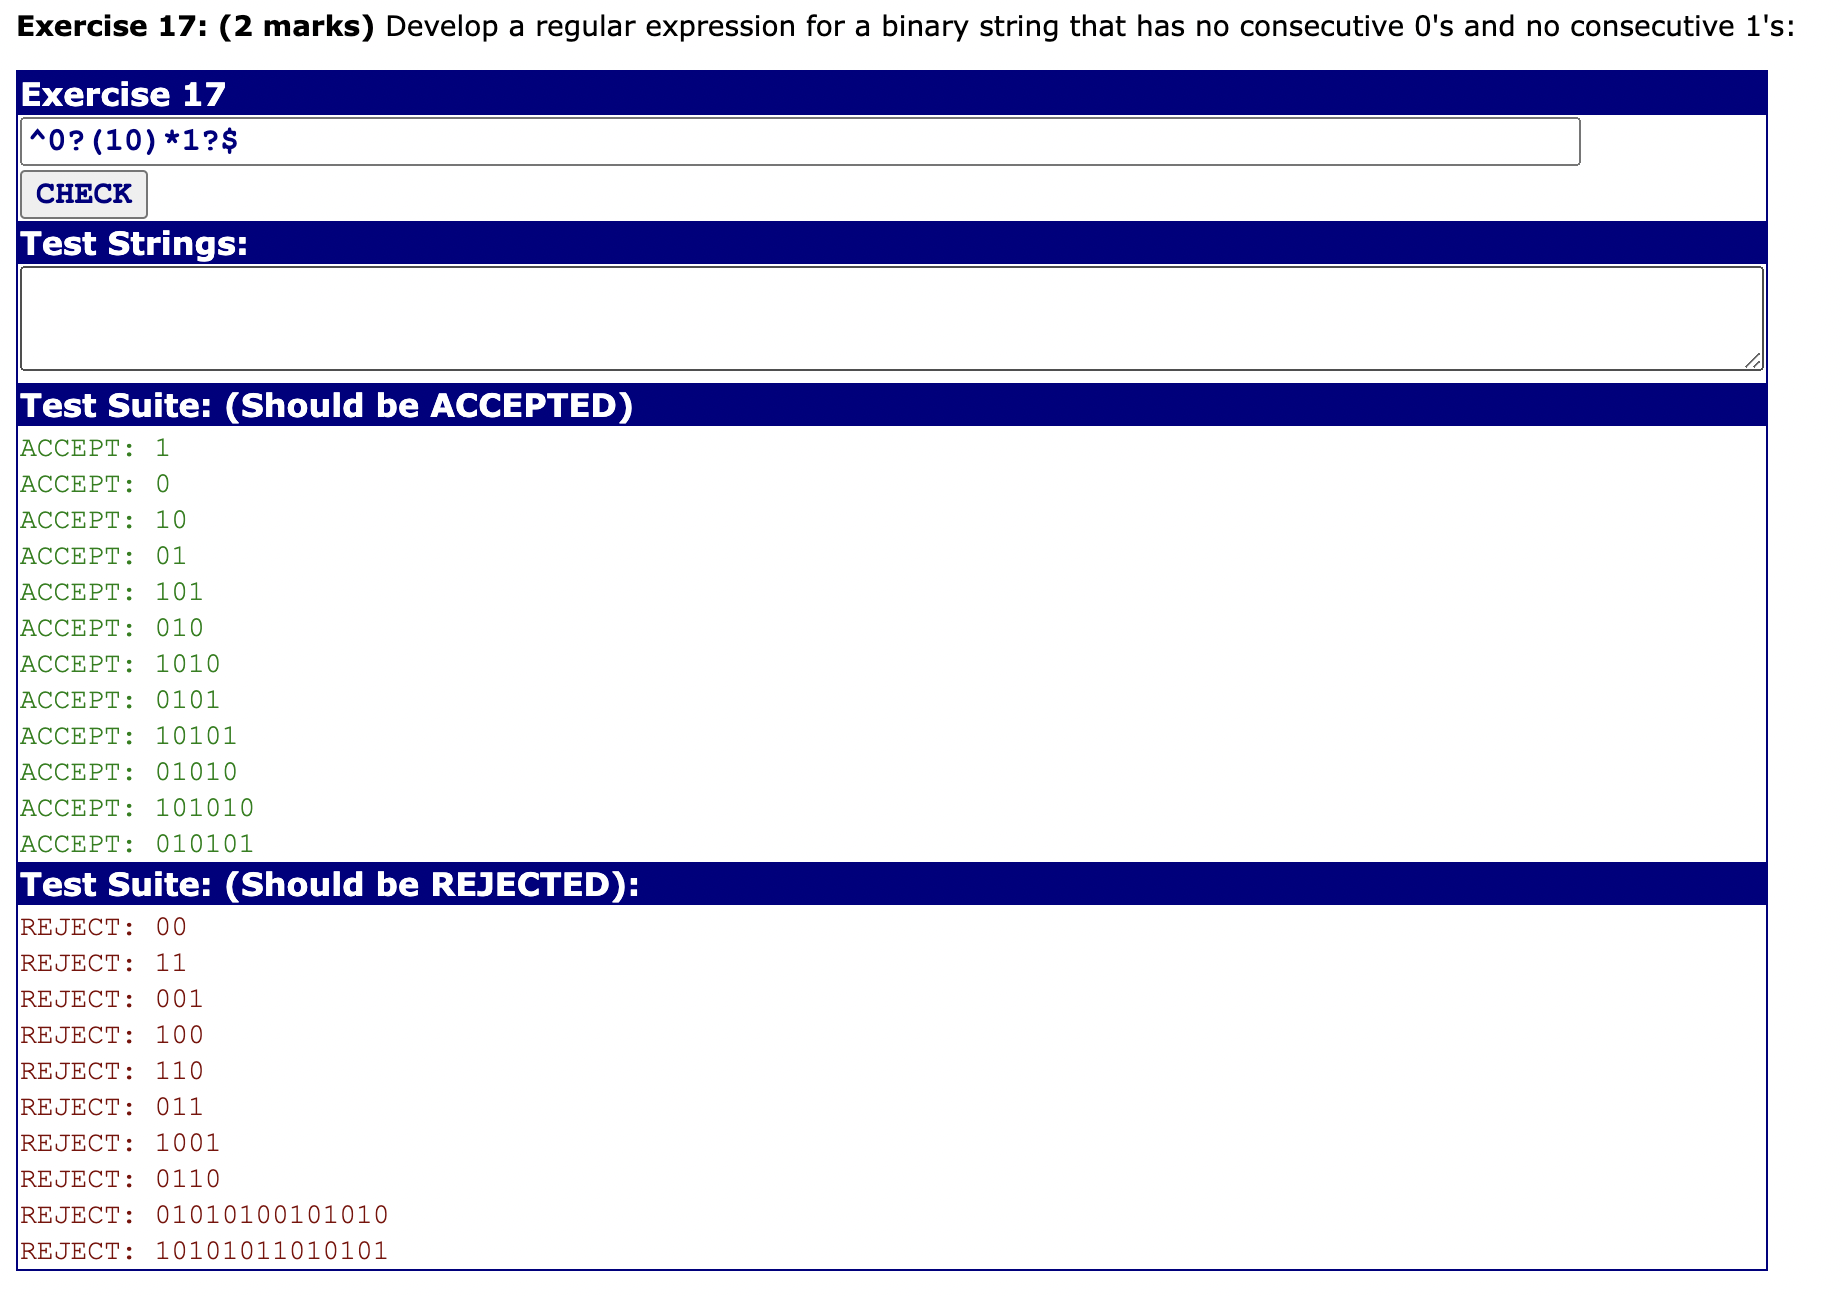 Exercise 17: (2 marks) Develop a regular expression for a binary string that has no consecutive 0's and no consecutive 1's:
Exercise 17
^0?(10)*1?$
CHECK
Test Strings:
Test Suite: (Should be ACCEPTED)
ACCEPT: 1
ACCEPT: 0
ACCEPT: 10
ACCEPT: 01
ACCEPT: 101
ACCEPT: 010
ACCEPT: 1010
ACCEPT: 0101
ACCEPT: 10101
ACCEPT: 01010
ACCEPT: 101010
ACCEPT: 010101
Test Suite: (Should be REJECTED):
REJECT: 00
REJECT: 11
REJECT: 001
REJECT: 100
REJECT: 110
REJECT: 011
REJECT: 1001
REJECT: 0110
REJECT: 01010100101010
REJECT: 10101011010101